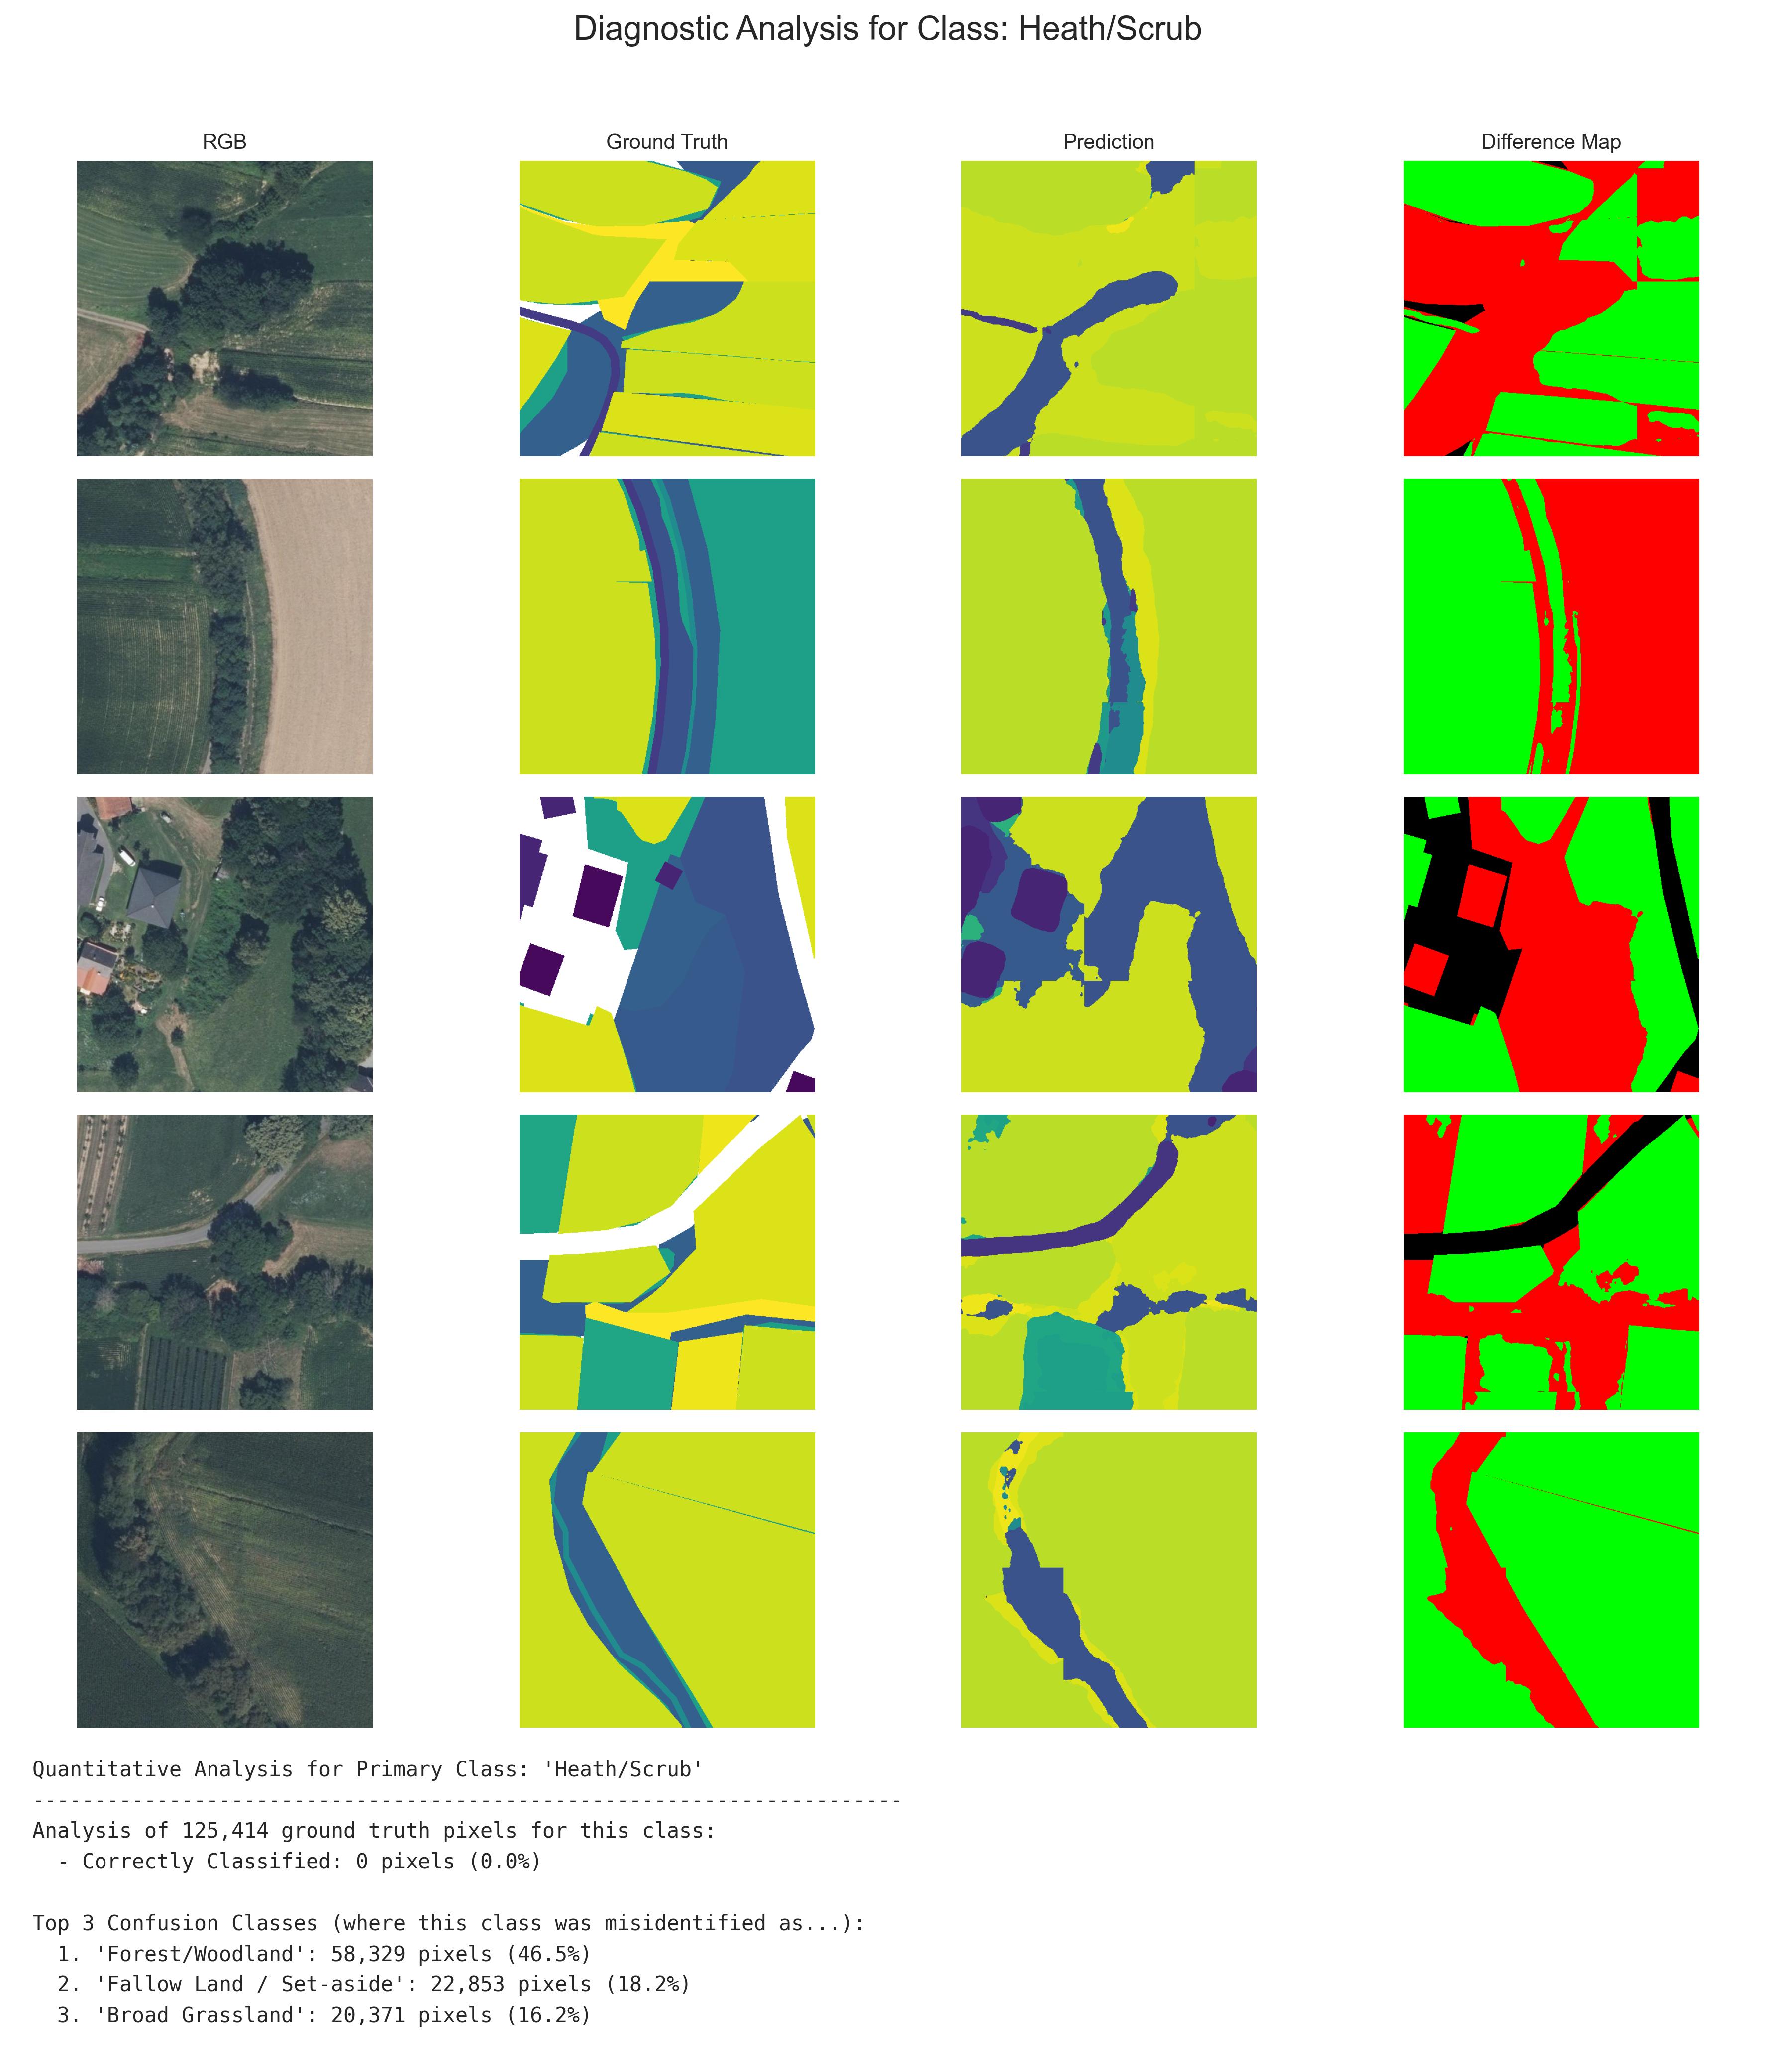 Diagnostic Analysis for Class: Heath/Scrub
RGB
Ground Truth
Prediction
Difference Map
Quantitative Analysis for Primary Class: 'Heath/Scrub'
----------------------------------------------------------------------
Analysis of 125,414 ground truth pixels for this class:
- Correctly Classified: 0 pixels (0.0%)
Top 3 Confusion Classes (where this class was misidentified as...):
1. 'Forest/Woodland': 58,329 pixels (46.5%)
2. 'Fallow Land / Set-aside': 22,853 pixels (18.2%)
3. 'Broad Grassland': 20,371 pixels (16.2%)